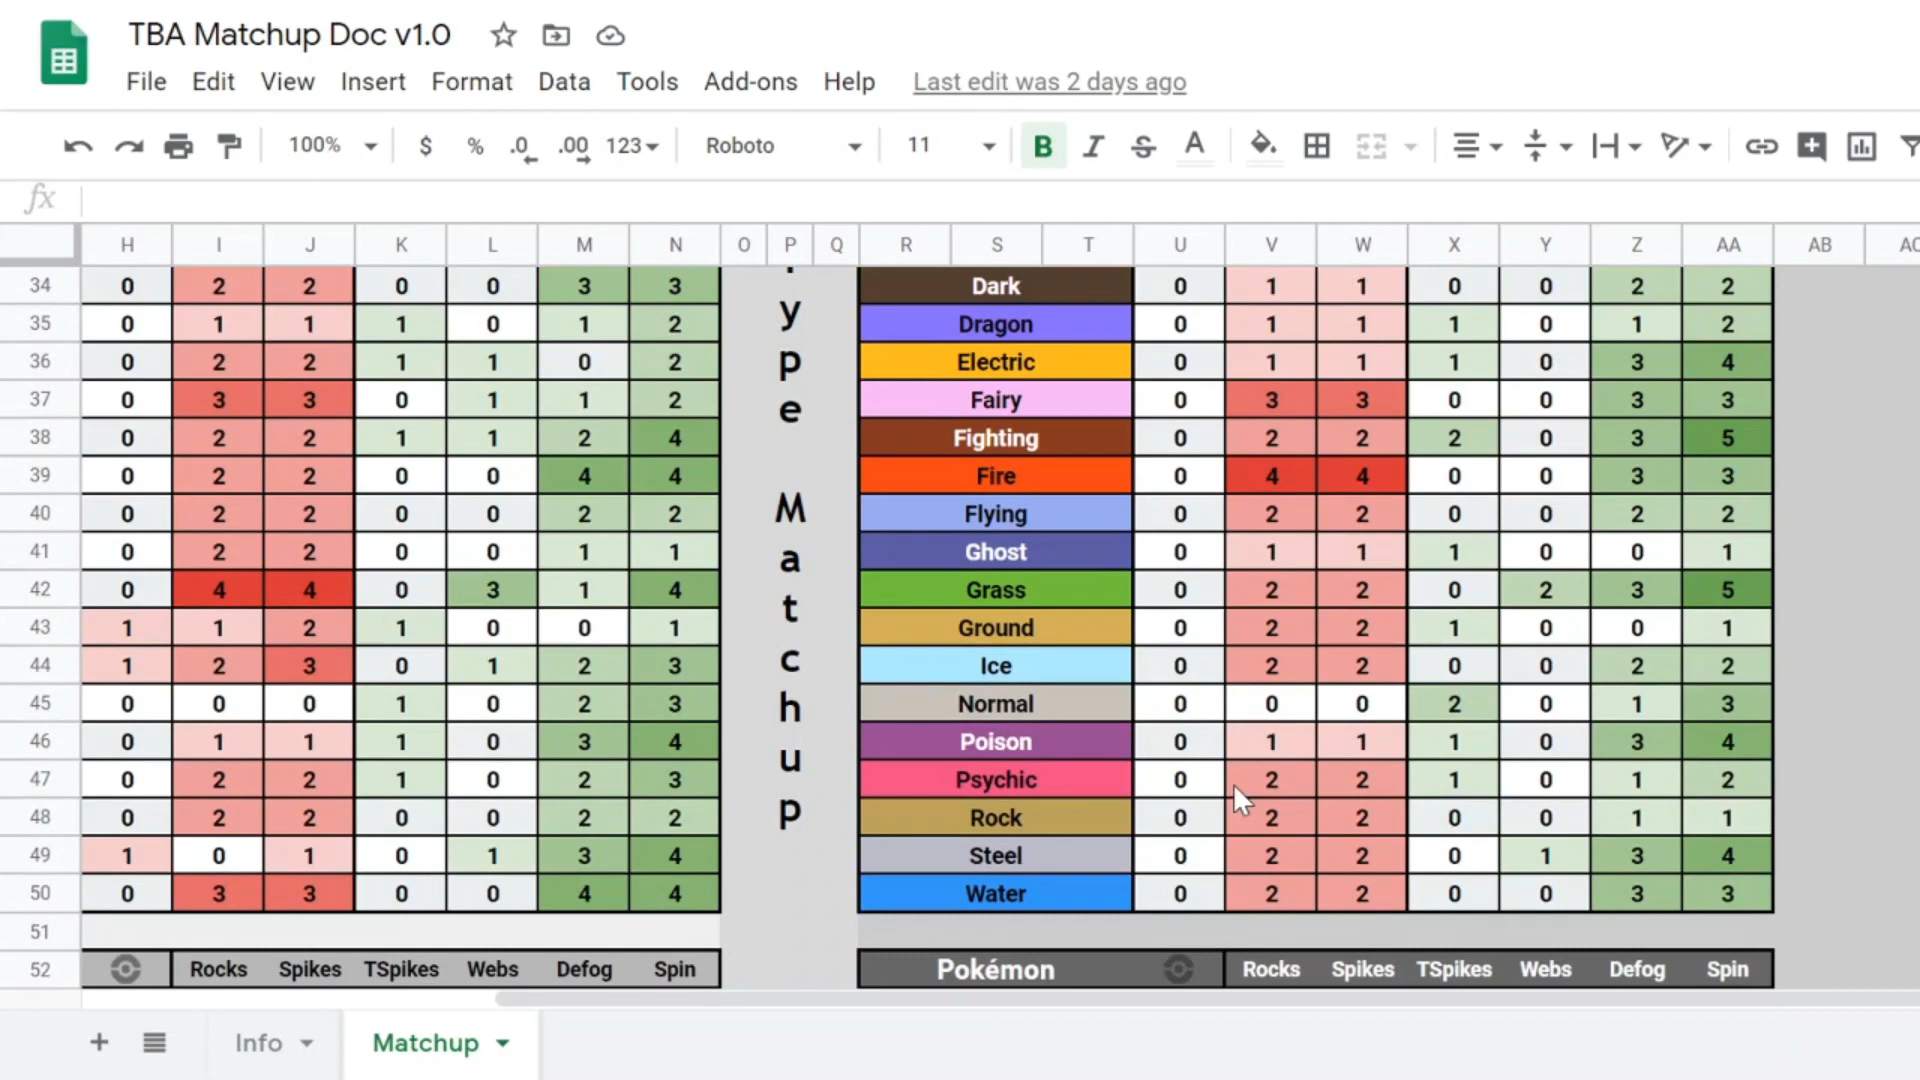 TBA Matchup Doc v1.0
File Edit View Insert Format Data Tools Add-ons Help Last edit was 2 days ago
100% $ % .0 .00 123 Roboto 11 B I S A
fx
H I J K L M N O P Q R S T U V W X Y Z AA AB AC
34 0 2 2 0 0 3 3 Dark 0 1 1 0 0 2 2
35 0 1 1 1 0 1 2 Dragon 0 1 1 1 0 1 2
36 0 2 2 1 1 0 2 Electric 0 1 1 1 0 3 4
37 0 3 3 0 1 1 2 Fairy 0 3 3 0 0 3 3
38 0 2 2 1 1 2 4 Fighting 0 2 2 2 0 3 5
39 0 2 2 0 0 4 4 Fire 0 4 4 0 0 3 3
40 0 2 2 0 0 2 2 Flying 0 2 2 0 0 2 2
41 0 2 2 0 0 1 1 Ghost 0 1 1 1 0 0 1
42 0 4 4 0 3 1 4 Grass 0 2 2 0 2 3 5
43 1 1 2 1 0 0 1 Ground 0 2 2 1 0 0 1
44 1 2 3 0 1 2 3 Ice 0 2 2 0 0 2 2
45 0 0 0 1 0 2 3 Normal 0 0 0 2 0 1 3
46 0 1 1 1 0 3 4 Poison 0 1 1 1 0 3 4
47 0 2 2 1 0 2 3 Psychic 0 2 2 1 0 1 2
48 0 2 2 0 0 2 2 Rock 0 2 2 0 0 1 1
49 1 0 1 0 1 3 4 Steel 0 2 2 0 1 3 4
50 0 3 3 0 0 4 4 Water 0 2 2 0 0 3 3
ype Matchup
51
52 Rocks Spikes TSpikes Webs Defog Spin Pokémon Rocks Spikes TSpikes Webs Defog Spin
+ Info Matchup